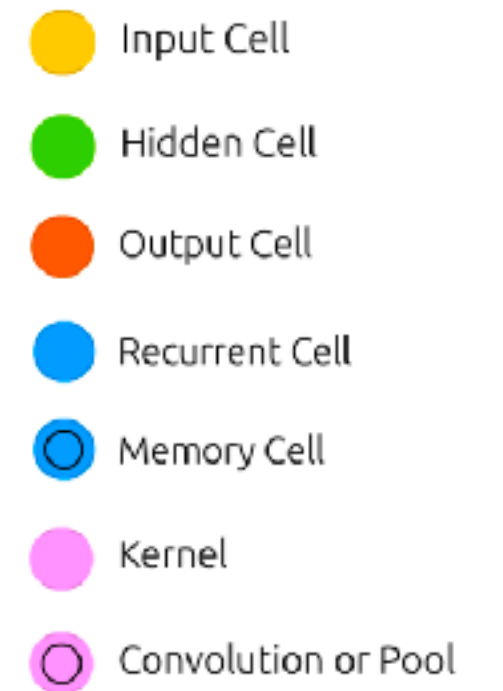 Input Cell
Hidden Cell
Output Cell
Recurrent Cell
Memory Cell
Kernel
Convolution or Pool